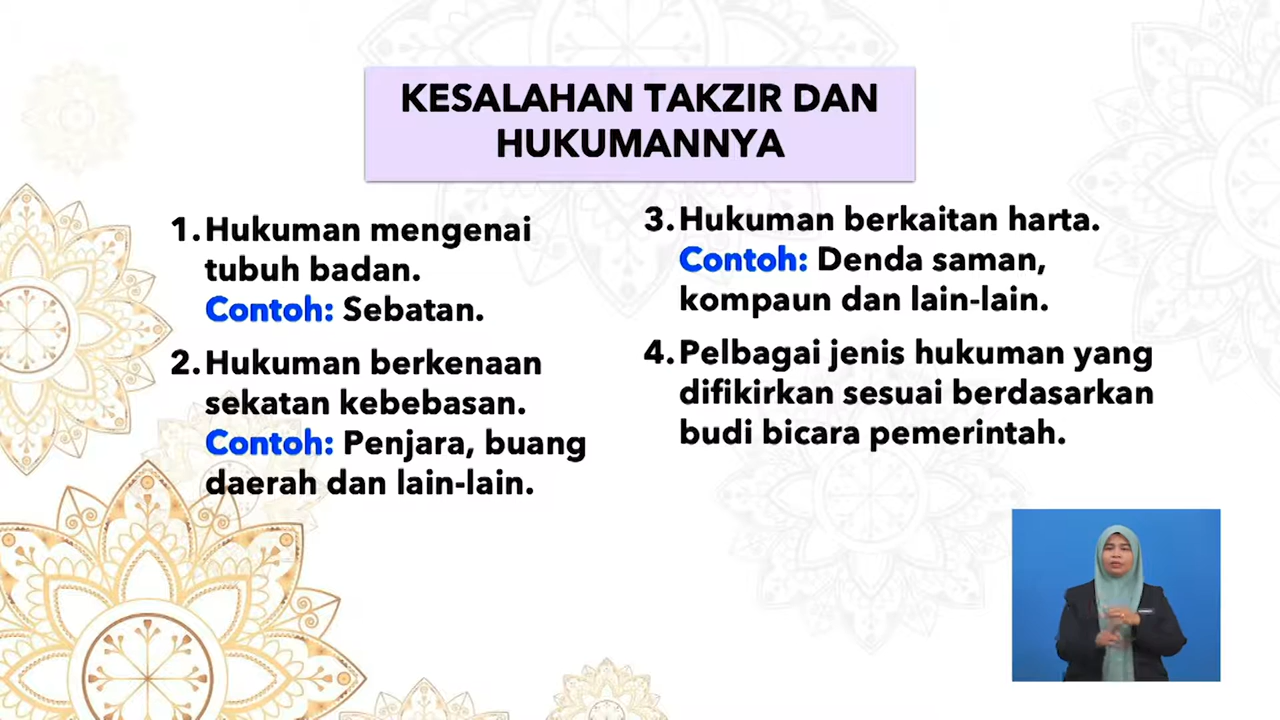 KESALAHAN TAKZIR DAN
HUKUMANNYA
1. Hukuman mengenai
tubuh badan.
Contoh: Sebatan.
2. Hukuman berkenaan
sekatan kebebasan.
Contoh: Penjara, buang
daerah dan lain-lain.
3. Hukuman berkaitan harta.
Contoh: Denda saman,
kompaun dan lain-lain.
4. Pelbagai jenis hukuman yang
difikirkan sesuai berdasarkan
budi bicara pemerintah.